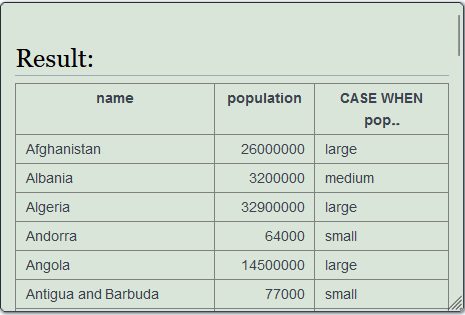 Result:
name population CASE WHEN pop..
Afghanistan 26000000 large
Albania 3200000 medium
Algeria 32900000 large
Andorra 64000 small
Angola 14500000 large
Antigua and Barbuda 77000 small